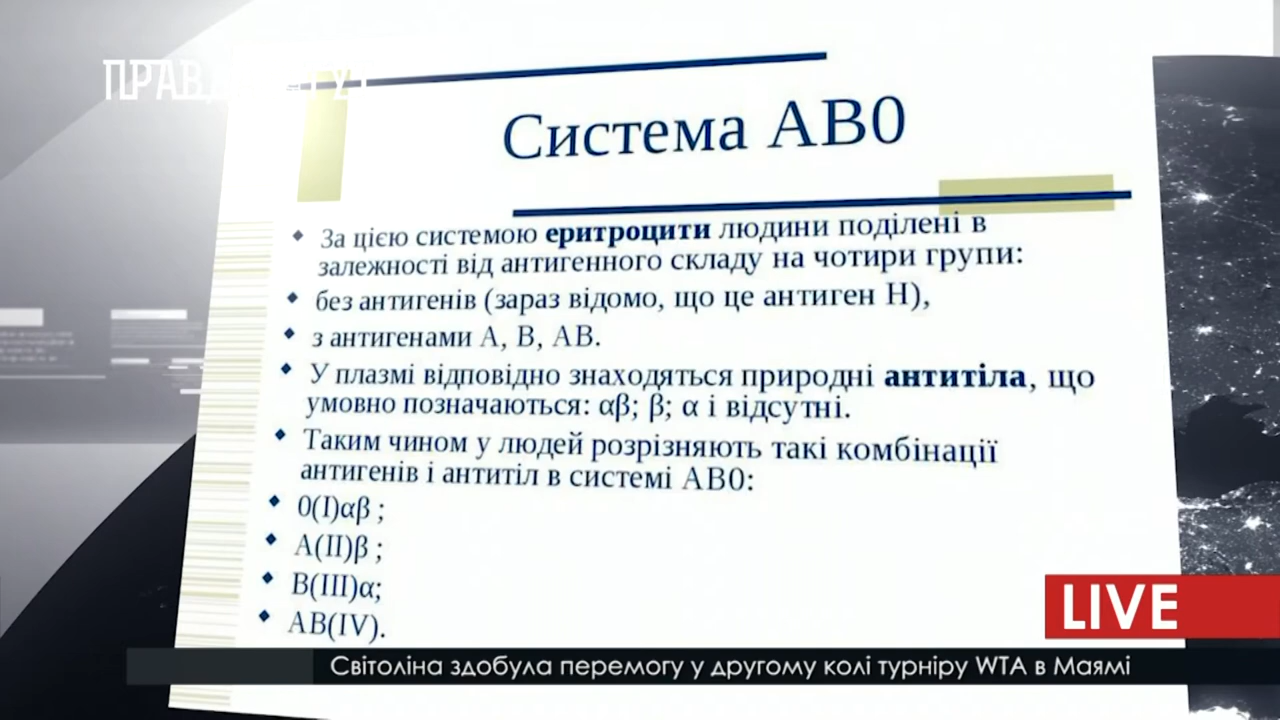 Система АВ0
За цією системою еритроцити людини поділені в
залежності від антигенного складу на чотири групи:
без антигенів (зараз відомо, що це антиген Н),
з антигенами А, В, АВ.
У плазмі відповідно знаходяться природні антитіла, що
умовно позначаються: αβ; β; α і відсутні.
Таким чином у людей розрізняють такі комбінації
антигенів і антитіл в системі АВ0:
0(I)αβ ;
А(II)β ;
В(III)α;
АВ(IV).
LIVE
Світоліна здобула перемогу у другому колі турніру WTA в Маямі